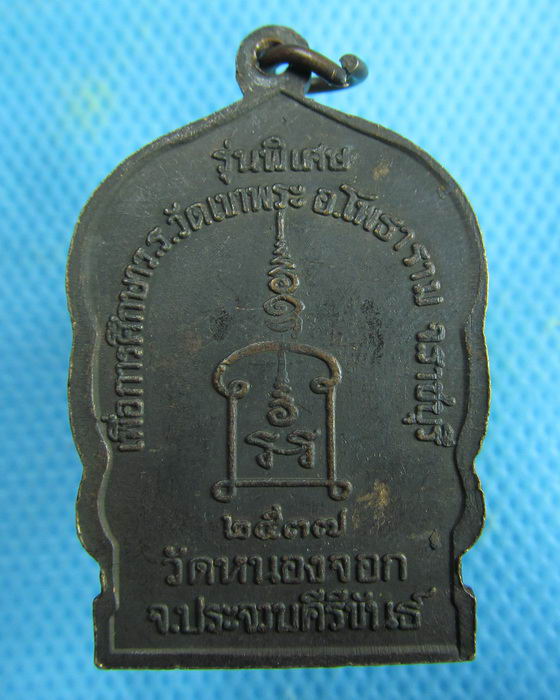 รุ่นพิเศษ
เพื่อการศึกษา ร.ร.วัดเขาพระ อ.โพธาราม จ.ราชบุรี
๒๕๓๗
วัดหนองจอก
จ.ประจวบคีรีขันธ์